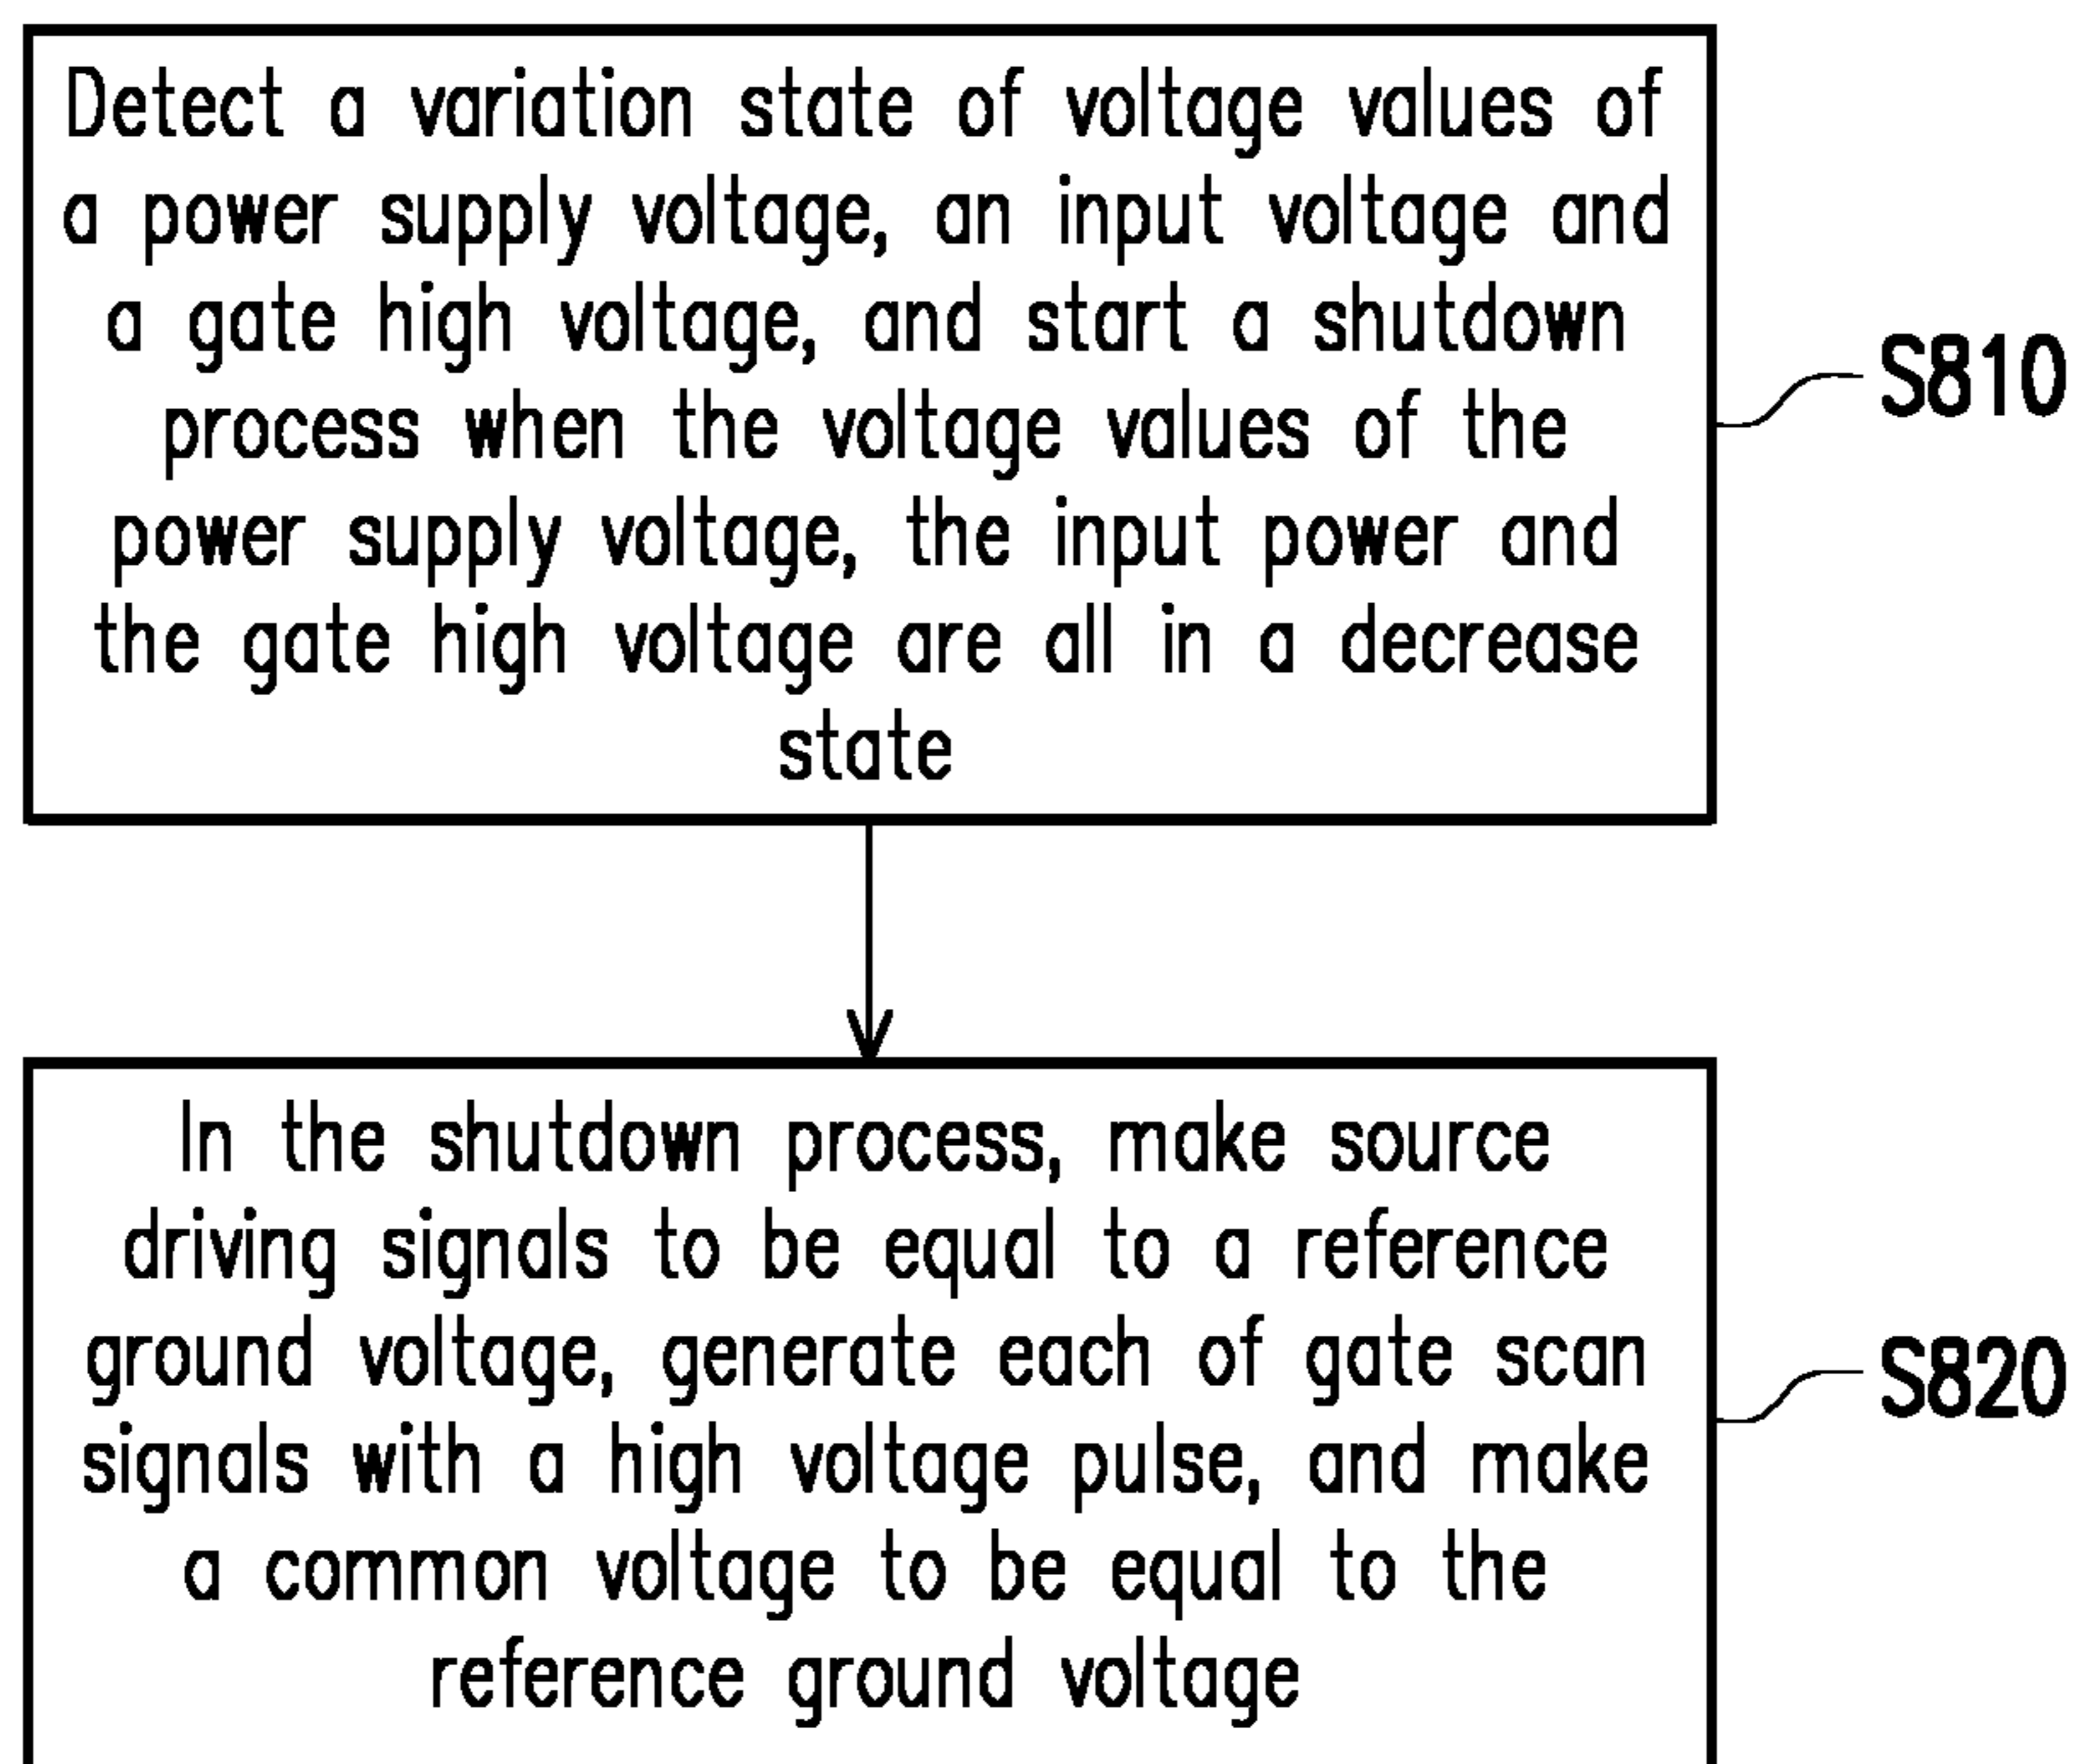 Detect a variation state of voltage values of
a power supply voltage, an input voltage and
a gate high voltage, and start a shutdown
process when the voltage values of the
power supply voltage, the input power and
the gate high voltage are all in a decrease
state
S810
In the shutdown process, make source
driving signals to be equal to a reference
ground voltage, generate each of gate scan
signals with a high voltage pulse, and make
a common voltage to be equal to the
reference ground voltage
S820